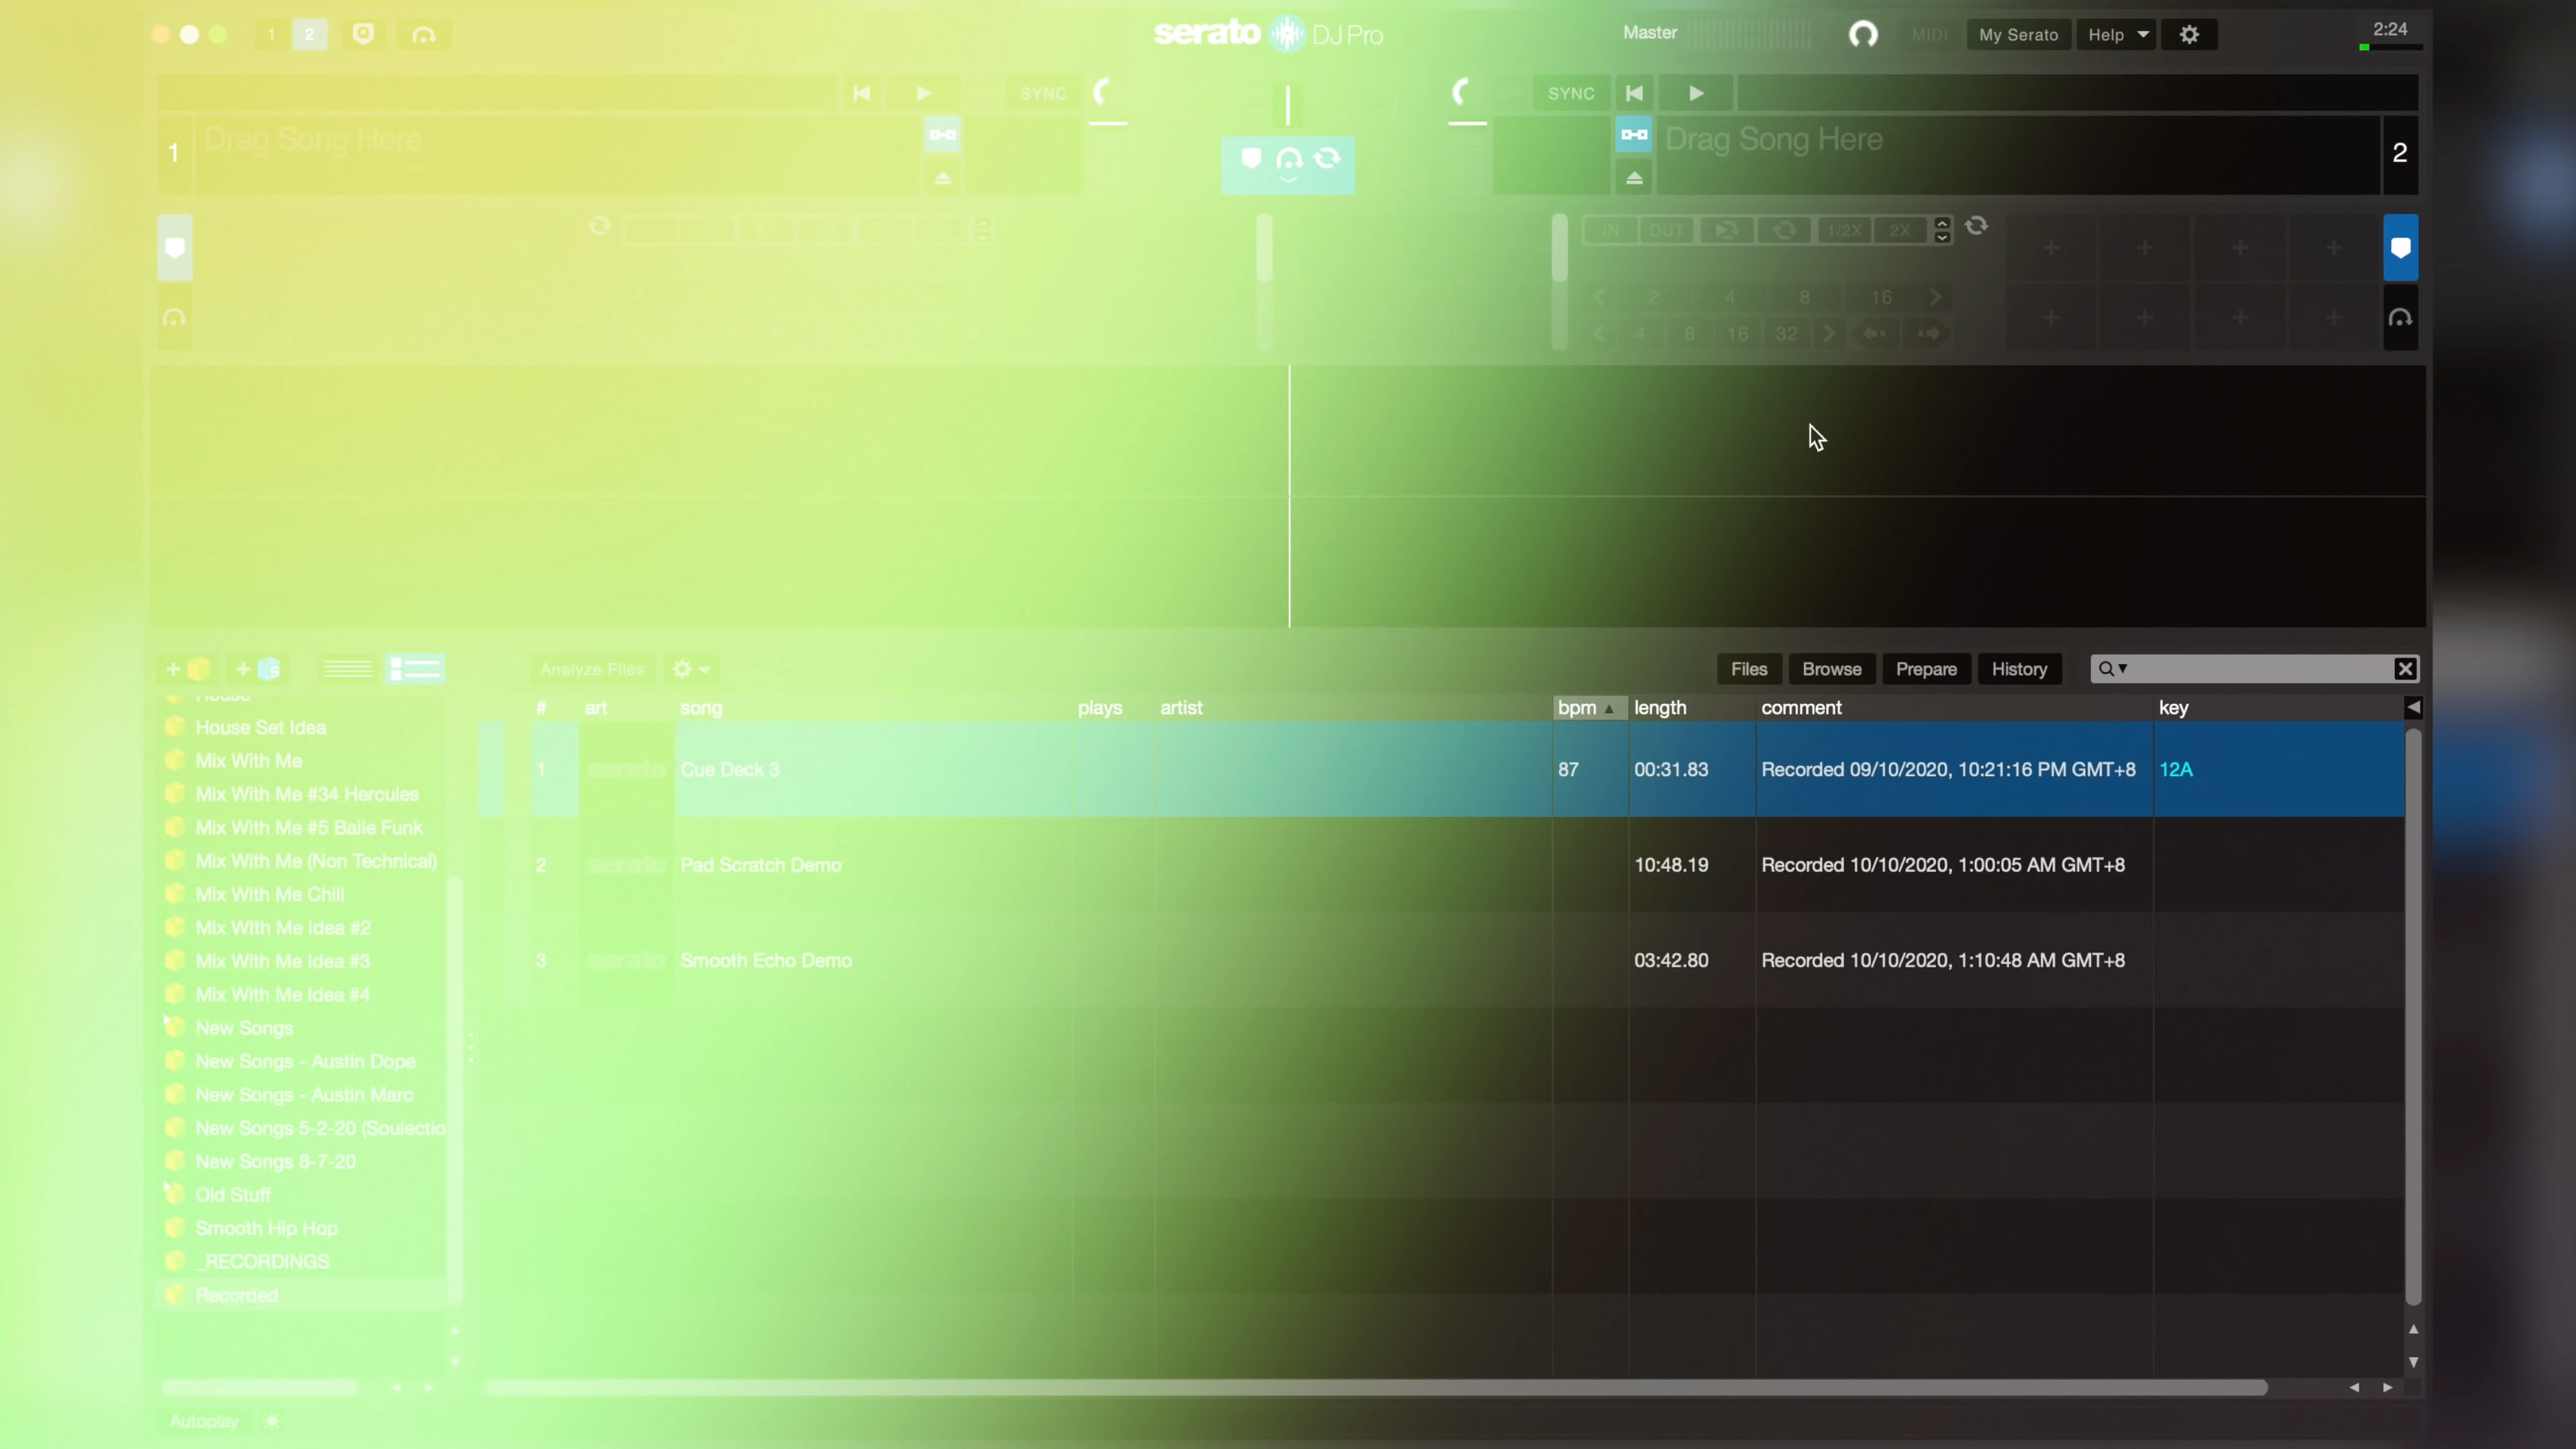 1 2 serato DJ Pro Master MIDI My Serato Help 2:24
SYNC SYNC
1 Drag Song Here Drag Song Here 2
IN OUT 1/2X 2X
2 4 8 16
4 8 16 32
Analyze Files Files Browse Prepare History
# art song plays artist bpm length comment key
1 serato Cue Deck 3 87 00:31.83 Recorded 09/10/2020, 10:21:16 PM GMT+8 12A
2 serato Pad Scratch Demo 10:48.19 Recorded 10/10/2020, 1:00:05 AM GMT+8
3 serato Smooth Echo Demo 03:42.80 Recorded 10/10/2020, 1:10:48 AM GMT+8
House
House Set Idea
Mix With Me
Mix With Me #34 Hercules
Mix With Me #5 Baile Funk
Mix With Me (Non Technical)
Mix With Me Chill
Mix With Me Idea #2
Mix With Me Idea #3
Mix With Me Idea #4
New Songs
New Songs - Austin Dope
New Songs - Austin Marc
New Songs 5-2-20 (Soulectio
New Songs 8-7-20
Old Stuff
Smooth Hip Hop
_RECORDINGS
Recorded
Autoplay